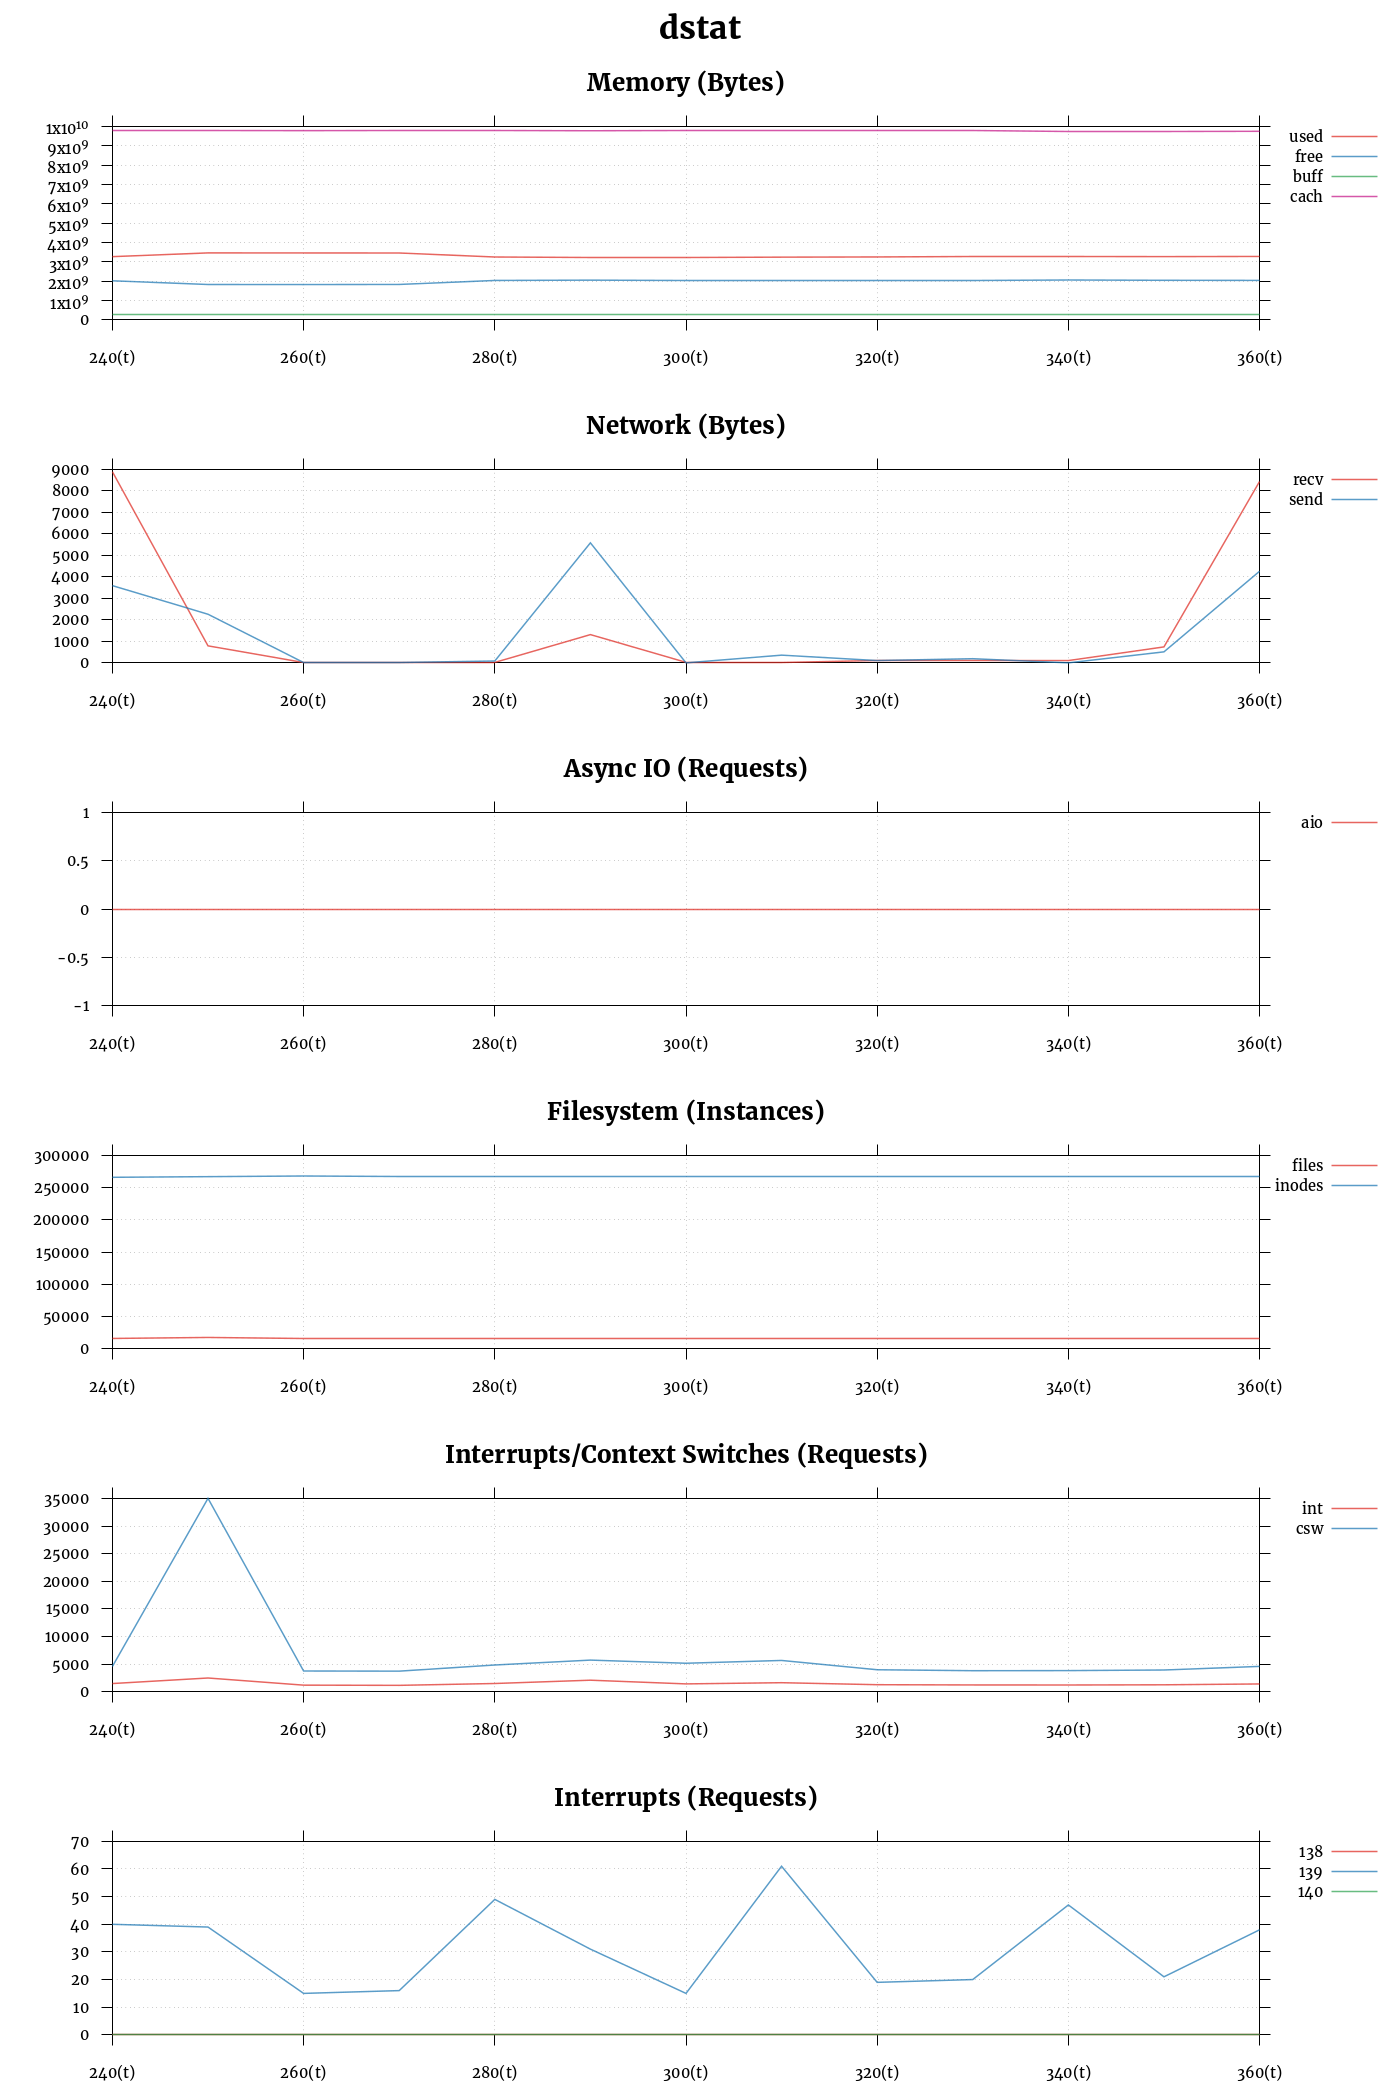 dstat
Memory (Bytes)
1x10¹⁰
9x10⁹
8x10⁹
7x10⁹
6x10⁹
5x10⁹
4x10⁹
3x10⁹
2x10⁹
1x10⁹
0
240(t) 260(t) 280(t) 300(t) 320(t) 340(t) 360(t)
used
free
buff
cach
Network (Bytes)
9000
8000
7000
6000
5000
4000
3000
2000
1000
0
240(t) 260(t) 280(t) 300(t) 320(t) 340(t) 360(t)
recv
send
Async IO (Requests)
1
0.5
0
-0.5
-1
240(t) 260(t) 280(t) 300(t) 320(t) 340(t) 360(t)
aio
Filesystem (Instances)
300000
250000
200000
150000
100000
50000
0
240(t) 260(t) 280(t) 300(t) 320(t) 340(t) 360(t)
files
inodes
Interrupts/Context Switches (Requests)
35000
30000
25000
20000
15000
10000
5000
0
240(t) 260(t) 280(t) 300(t) 320(t) 340(t) 360(t)
int
csw
Interrupts (Requests)
70
60
50
40
30
20
10
0
240(t) 260(t) 280(t) 300(t) 320(t) 340(t) 360(t)
138
139
140